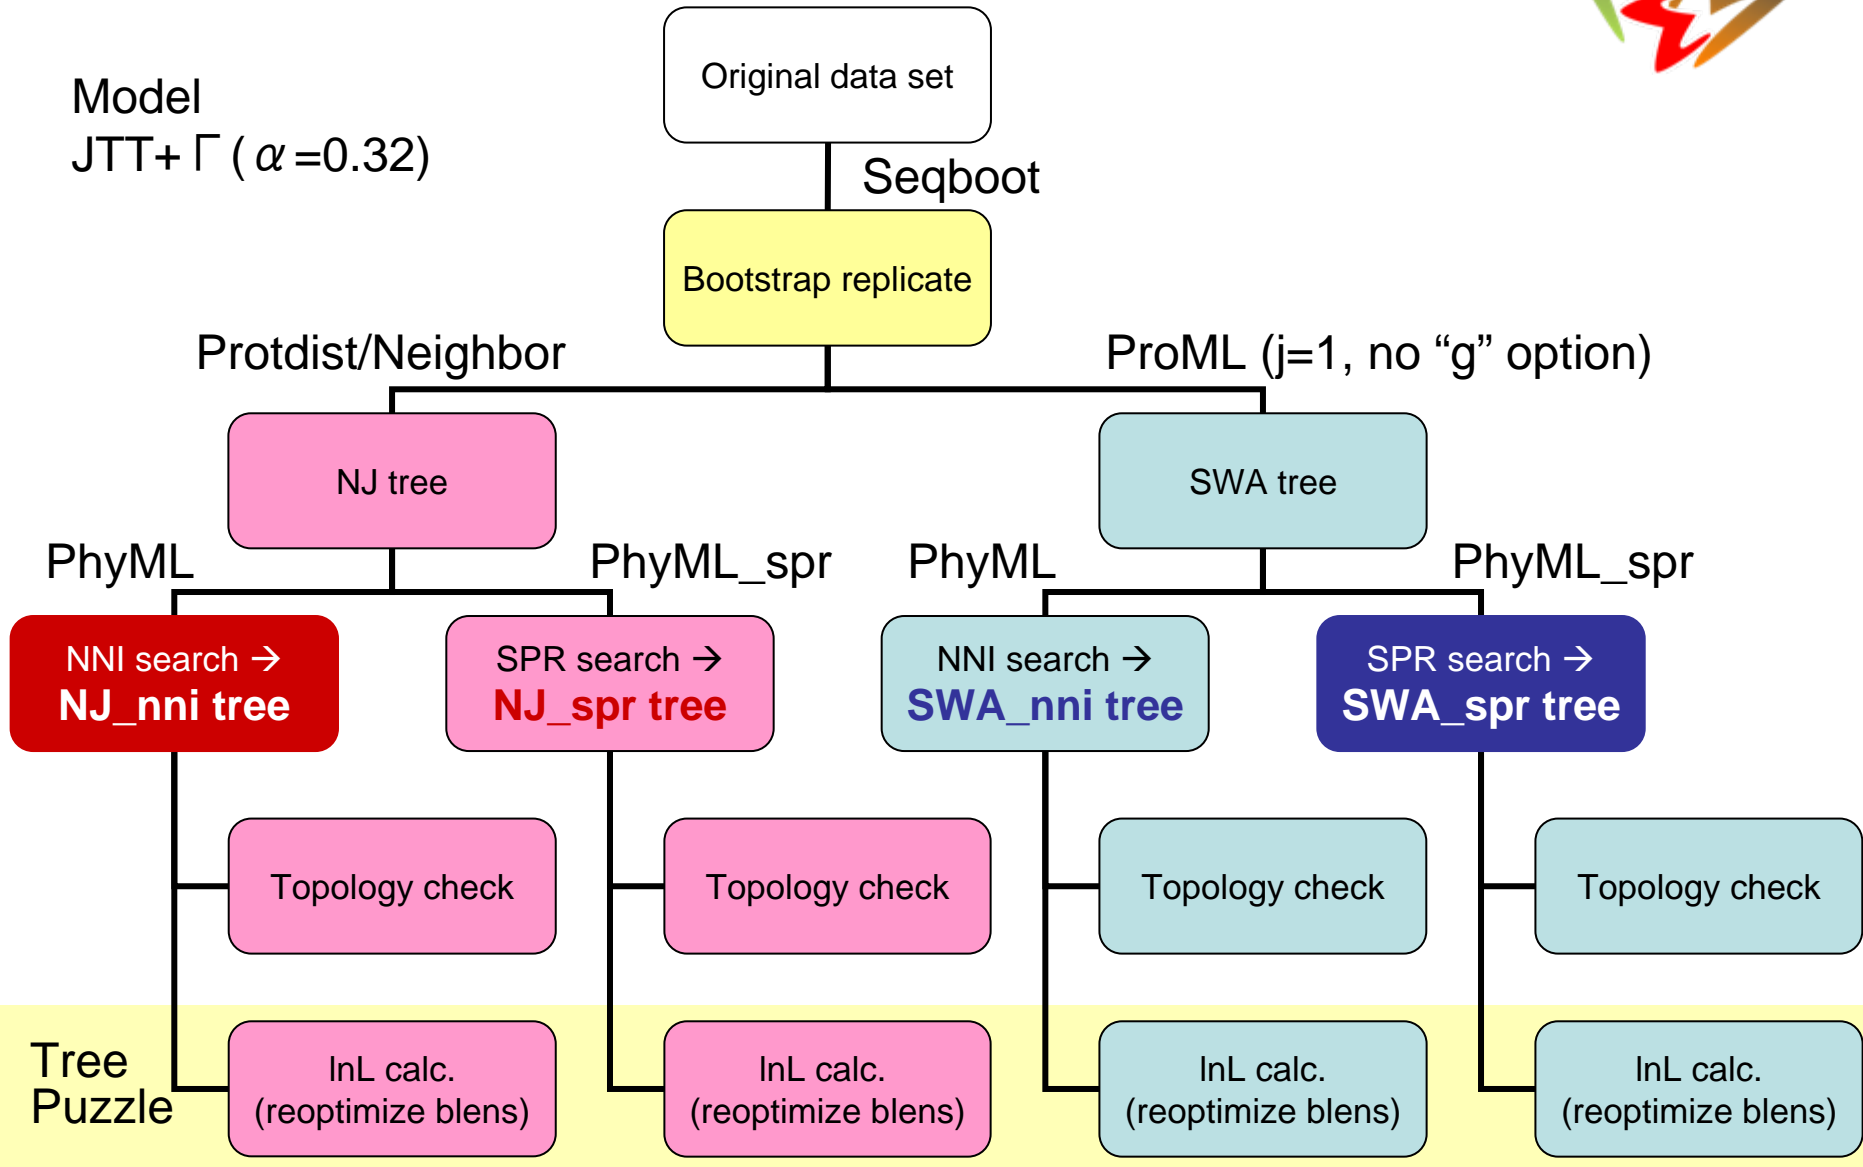 Original data set
Model
JTT+Γ(α=0.32)
Seqboot
Bootstrap replicate
Protdist/Neighbor
ProML (j=1, no “g” option)
NJ tree
SWA tree
PhyML
PhyML_spr
PhyML
PhyML_spr
NNI search →
NJ_nni tree
SPR search →
NJ_spr tree
NNI search →
SWA_nni tree
SPR search →
SWA_spr tree
Topology check
Topology check
Topology check
Topology check
Tree
Puzzle
lnL calc.
(reoptimize blens)
lnL calc.
(reoptimize blens)
lnL calc.
(reoptimize blens)
lnL calc.
(reoptimize blens)